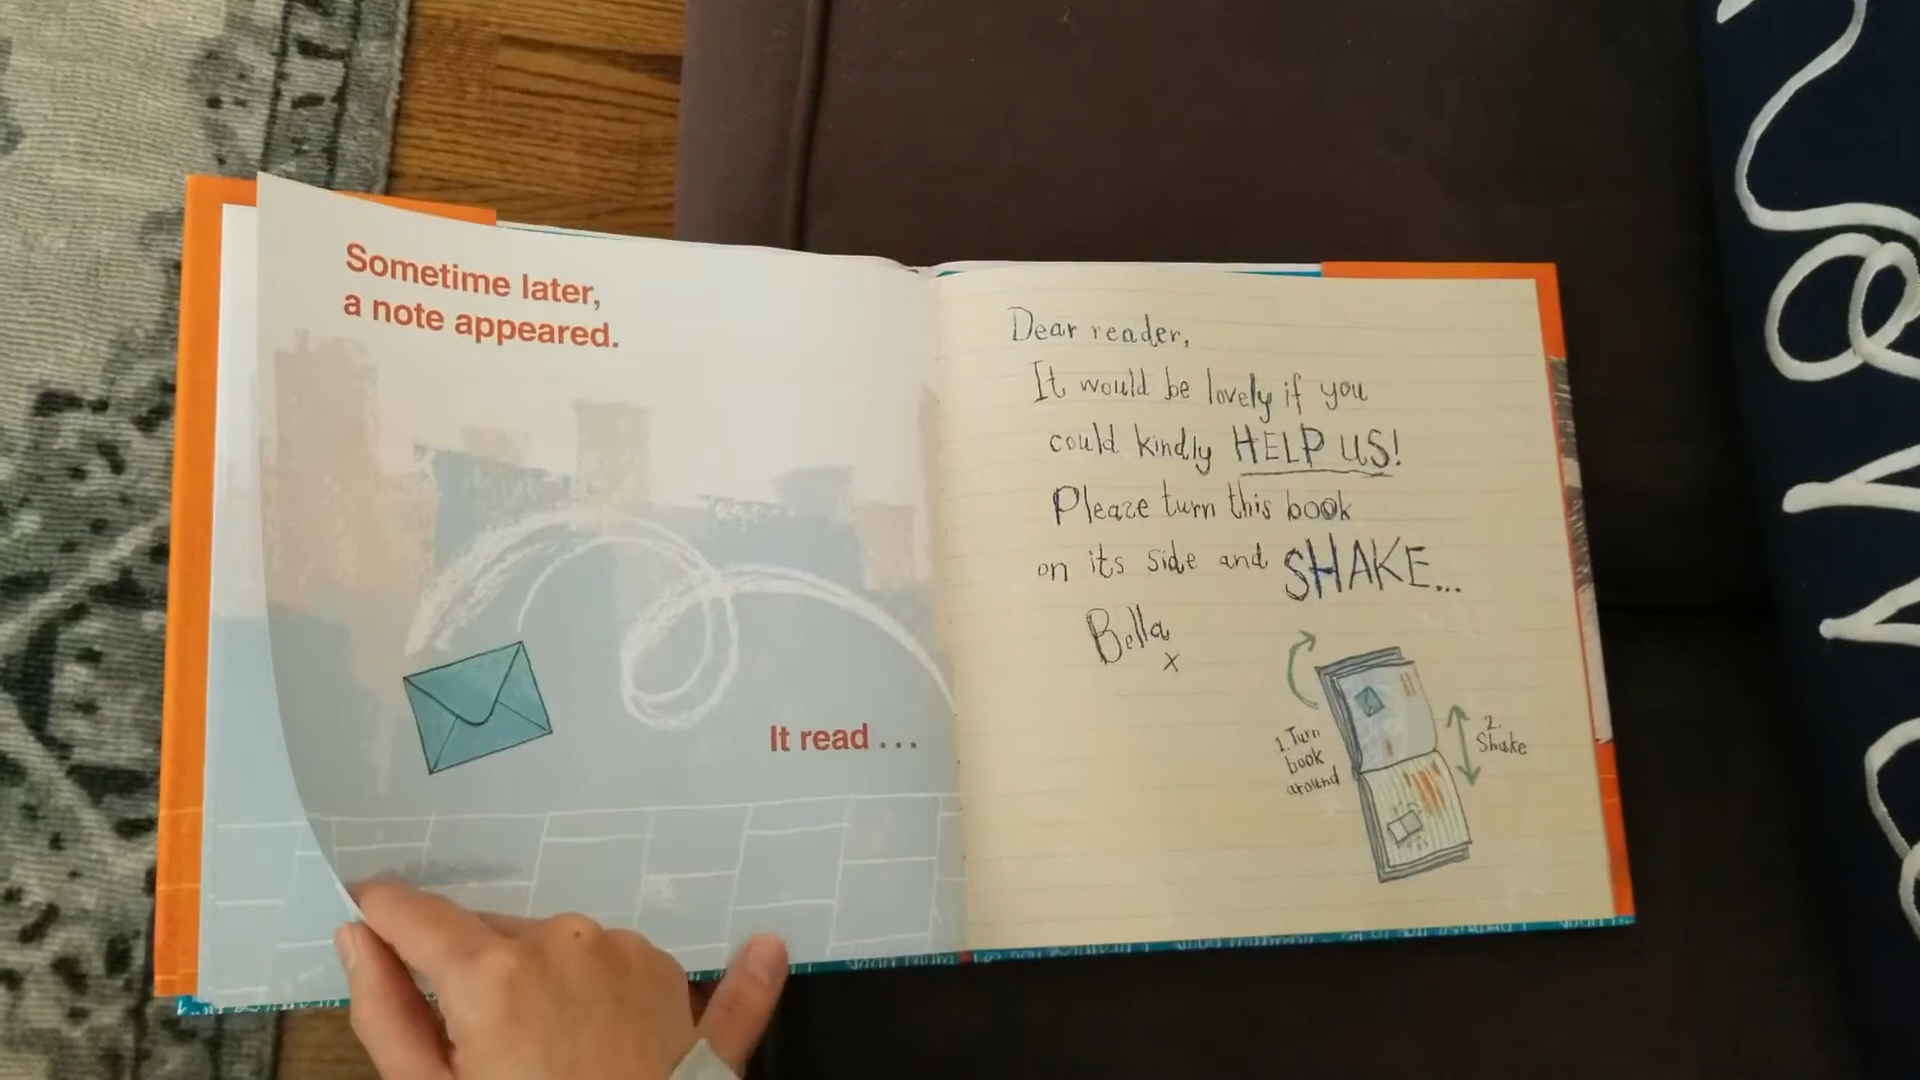 Sometime later,
a note appeared.
It read . . .
Dear reader,
It would be lovely if you
could kindly HELP US!
Please turn this book
on its side and SHAKE...
Bella
x
1. Turn
book
around
2.
Shake